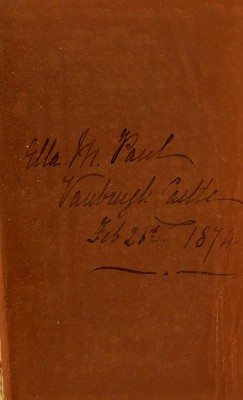 Ella M. Paul
Vanbrugh Castle
Feb 25th. 1874.